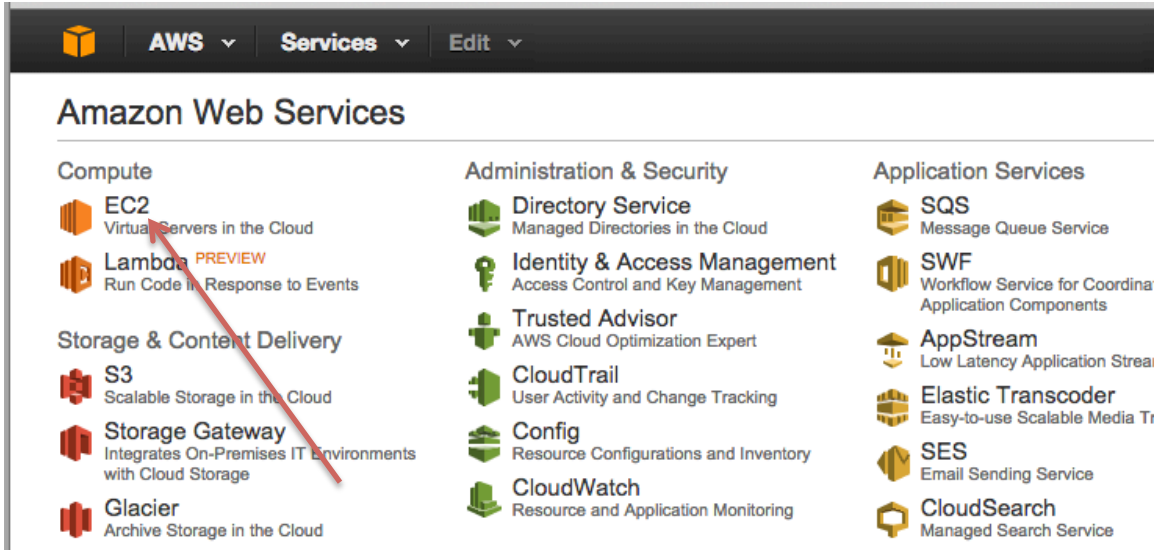 AWS Services Edit
Amazon Web Services
Compute
EC2
Virtual Servers in the Cloud
Lambda PREVIEW
Run Code in Response to Events
Storage & Content Delivery
S3
Scalable Storage in the Cloud
Storage Gateway
Integrates On-Premises IT Environments
with Cloud Storage
Glacier
Archive Storage in the Cloud
Administration & Security
Directory Service
Managed Directories in the Cloud
Identity & Access Management
Access Control and Key Management
Trusted Advisor
AWS Cloud Optimization Expert
CloudTrail
User Activity and Change Tracking
Config
Resource Configurations and Inventory
CloudWatch
Resource and Application Monitoring
Application Services
SQS
Message Queue Service
SWF
Workflow Service for Coordinat
Application Components
AppStream
Low Latency Application Strea
Elastic Transcoder
Easy-to-use Scalable Media Tr
SES
Email Sending Service
CloudSearch
Managed Search Service